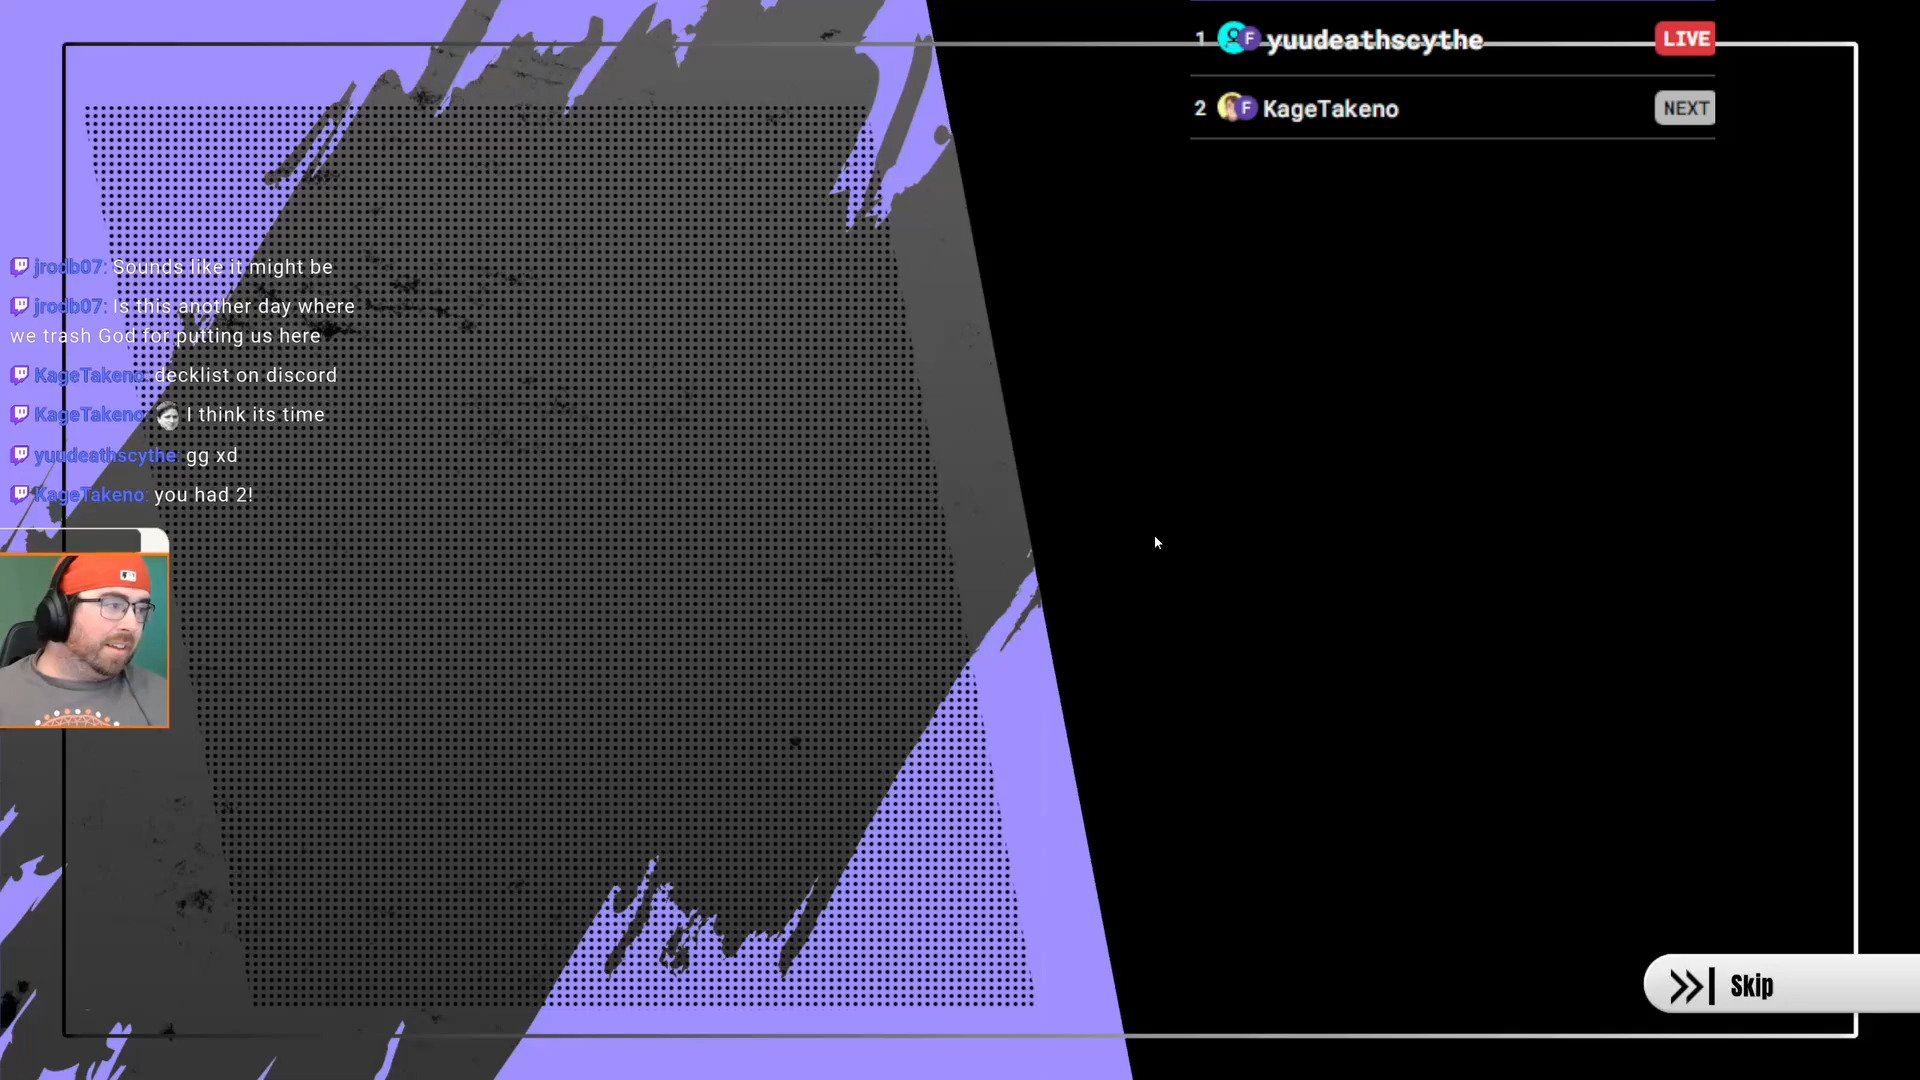 1 F yuudeathscythe LIVE
2 F KageTakeno NEXT
jrodb07: Sounds like it might be
jrodb07: Is this another day where
we trash God for putting us here
KageTakeno: decklist on discord
KageTakeno: I think its time
yuudeathscythe: gg xd
KageTakeno: you had 2!
Skip